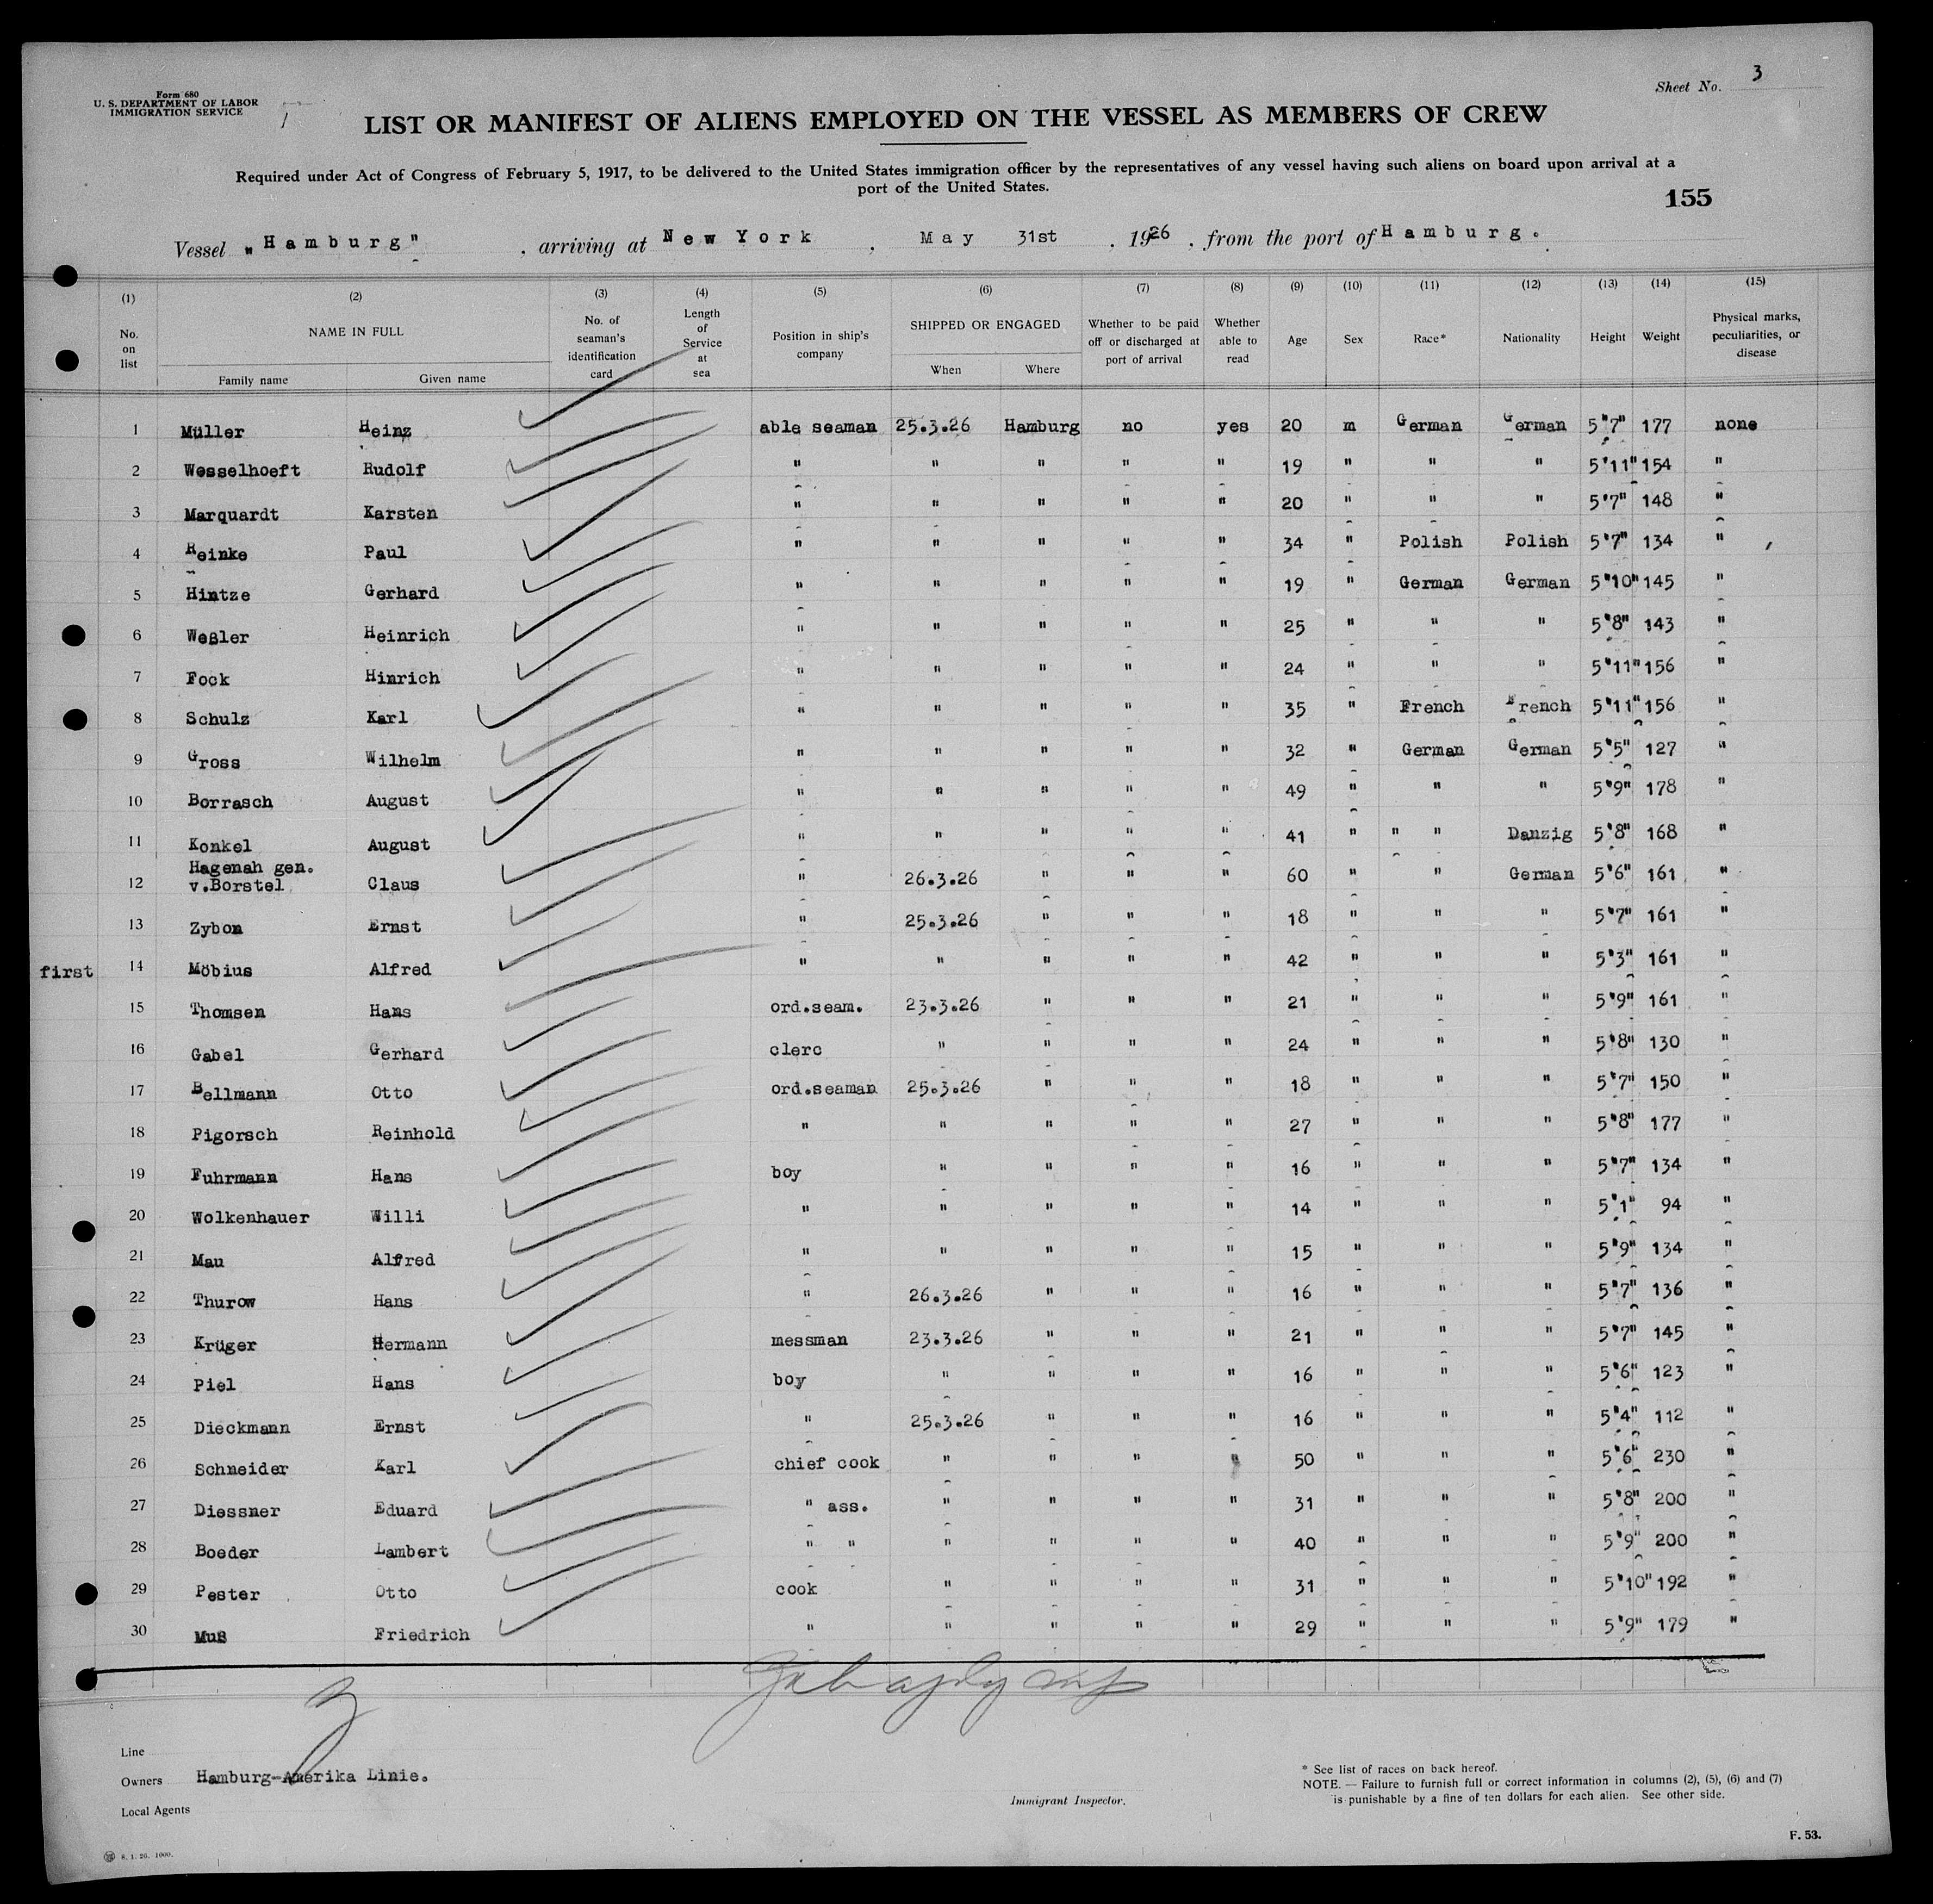 Form 680
U. S. DEPARTMENT OF LABOR
IMMIGRATION SERVICE
Sheet No. 3
LIST OR MANIFEST OF ALIENS EMPLOYED ON THE VESSEL AS MEMBERS OF CREW
Required under Act of Congress of February 5, 1917, to be delivered to the United States immigration officer by the representatives of any vessel having such aliens on board upon arrival at a
port of the United States.
155
Vessel „Hamburg" , arriving at New York , May 31st , 1926 , from the port of Hamburg.
(1) (2) (3) (4) (5) (6) (7) (8) (9) (10) (11) (12) (13) (14) (15)
No. on list NAME IN FULL Family name Given name No. of seaman's identification card Length of Service at sea Position in ship's company SHIPPED OR ENGAGED When Where Whether to be paid off or discharged at port of arrival Whether able to read Age Sex Race* Nationality Height Weight Physical marks, peculiarities, or disease
1 Müller Heinz able seaman 25.3.26 Hamburg no yes 20 m German German 5'7" 177 none
2 Wesselhoeft Rudolf " " " " " 19 " " " 5'11" 154 "
3 Marquardt Karsten " " " " " 20 " " " 5'7" 148 "
4 Reinke Paul " " " " " 34 " Polish Polish 5'7" 134 "
5 Hintze Gerhard " " " " " 19 " German German 5'10" 145 "
6 Weßler Heinrich " " " " " 25 " " " 5'8" 143 "
7 Fock Hinrich " " " " " 24 " " " 5'11" 156 "
8 Schulz Karl " " " " " 35 " French French 5'11" 156 "
9 Gross Wilhelm " " " " " 32 " German German 5'5" 127 "
10 Borrasch August " " " " " 49 " " " 5'9" 178 "
11 Konkel August " " " " " 41 " " " Danzig 5'8" 168 "
Hagenah gen.
12 v.Borstel Claus " 26.3.26 " " " 60 " " German 5'6" 161 "
13 Zybon Ernst " 25.3.26 " " " 18 " " " 5'7" 161 "
first 14 Möbius Alfred " " " " " 42 " " " 5'3" 161 "
15 Thomsen Hans ord.seam. 23.3.26 " " " 21 " " " 5'9" 161 "
16 Gabel Gerhard clerc " " " " 24 " " " 5'8" 130 "
17 Bellmann Otto ord.seaman 25.3.26 " " " 18 " " " 5'7" 150 "
18 Pigorsch Reinhold " " " " " 27 " " " 5'8" 177 "
19 Fuhrmann Hans boy " " " " 16 " " " 5'7" 134 "
20 Wolkenhauer Willi " " " " " 14 " " " 5'1" 94 "
21 Mau Alfred " " " " " 15 " " " 5'9" 134 "
22 Thurow Hans " 26.3.26 " " " 16 " " " 5'7" 136 "
23 Krüger Hermann messman 23.3.26 " " " 21 " " " 5'7" 145 "
24 Piel Hans boy " " " " 16 " " " 5'6" 123 "
25 Dieckmann Ernst " 25.3.26 " " " 16 " " " 5'4" 112 "
26 Schneider Karl chief cook " " " " 50 " " " 5'6" 230 "
27 Diessner Eduard " ass. " " " " 31 " " " 5'8" 200 "
28 Boeder Lambert " " " " " " 40 " " " 5'9" 200 "
29 Pester Otto cook " " " " 31 " " " 5'10" 192 "
30 Muß Friedrich " " " " " 29 " " " 5'9" 179 "
Line
Owners Hamburg-Amerika Linie.
Local Agents
Immigrant Inspector.
* See list of races on back hereof.
NOTE. — Failure to furnish full or correct information in columns (2), (5), (6) and (7)
is punishable by a fine of ten dollars for each alien. See other side.
F. 53.
8. 1. 26. 1000.